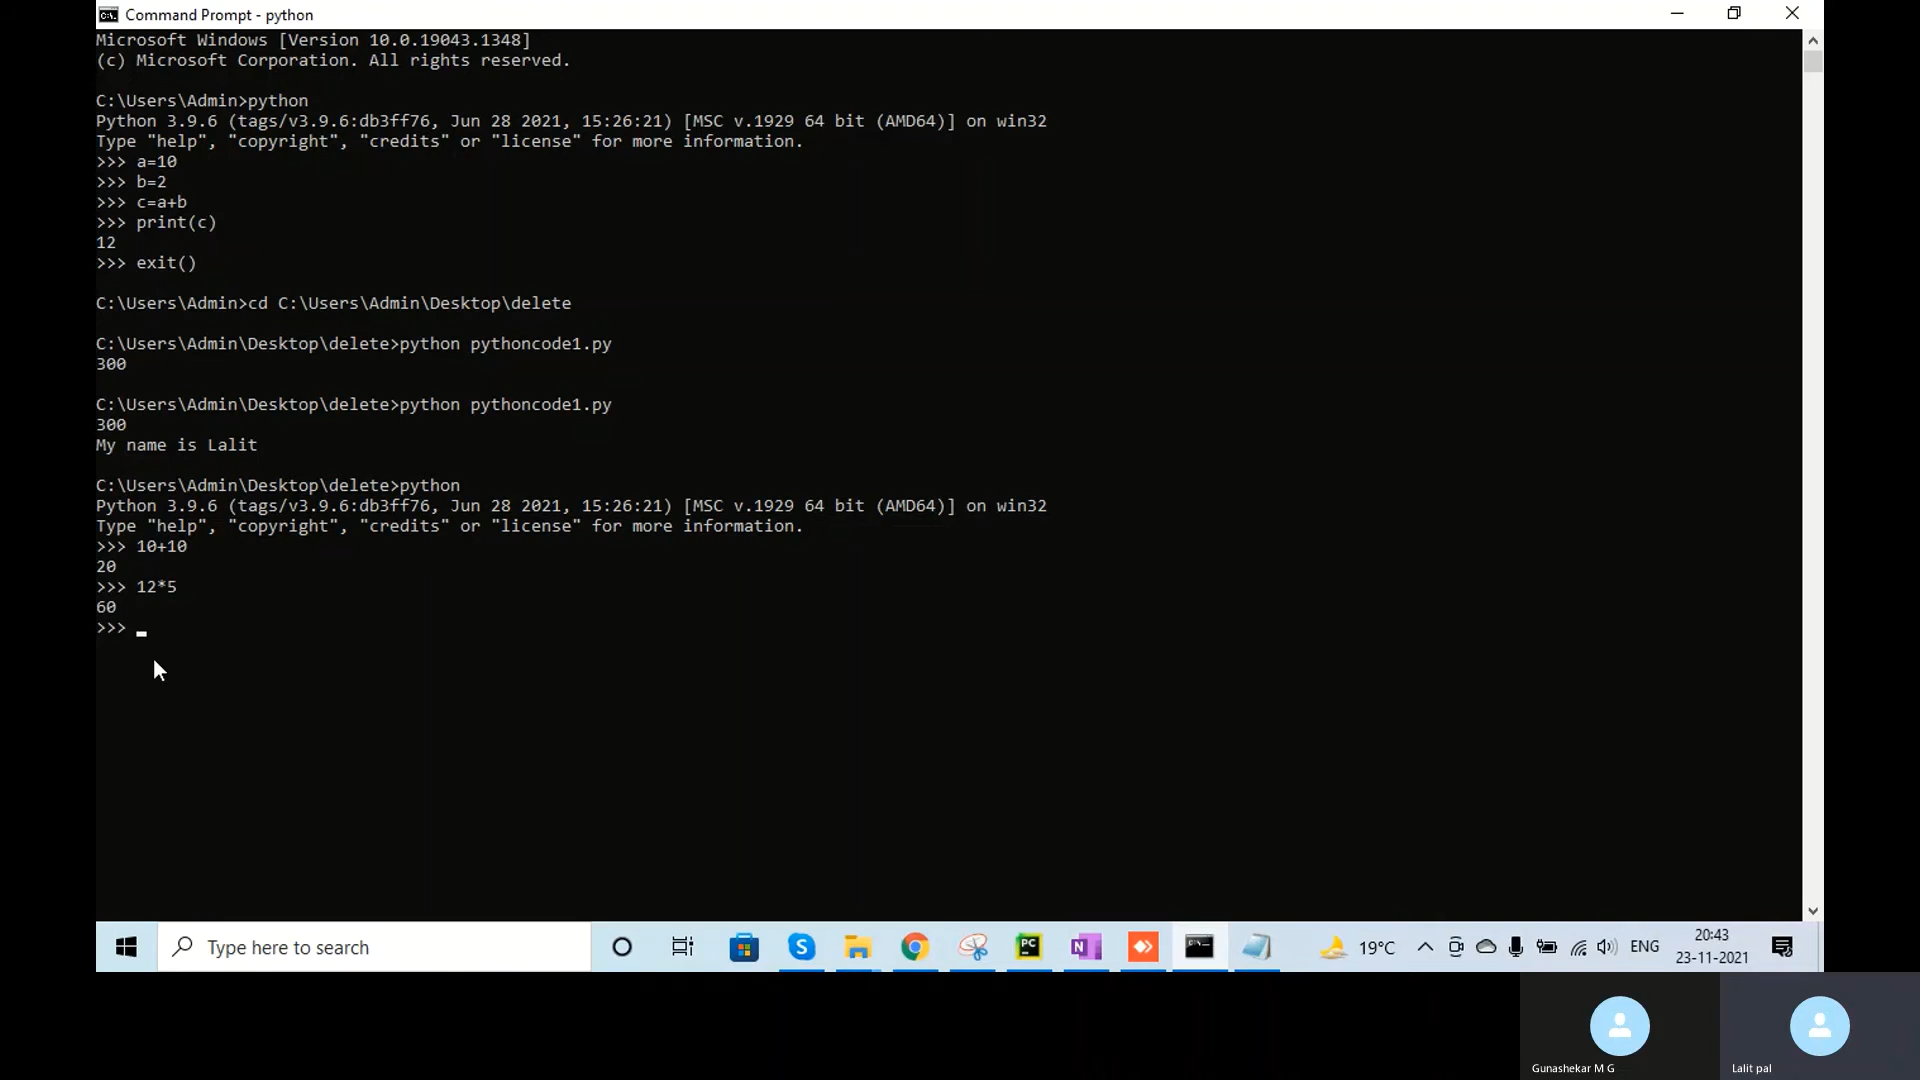 Command Prompt - python
Microsoft Windows [Version 10.0.19043.1348]
(c) Microsoft Corporation. All rights reserved.
C:\Users\Admin>python
Python 3.9.6 (tags/v3.9.6:db3ff76, Jun 28 2021, 15:26:21) [MSC v.1929 64 bit (AMD64)] on win32
Type "help", "copyright", "credits" or "license" for more information.
>>> a=10
>>> b=2
>>> c=a+b
>>> print(c)
12
>>> exit()
C:\Users\Admin>cd C:\Users\Admin\Desktop\delete
C:\Users\Admin\Desktop\delete>python pythoncode1.py
300
C:\Users\Admin\Desktop\delete>python pythoncode1.py
300
My name is Lalit
C:\Users\Admin\Desktop\delete>python
Python 3.9.6 (tags/v3.9.6:db3ff76, Jun 28 2021, 15:26:21) [MSC v.1929 64 bit (AMD64)] on win32
Type "help", "copyright", "credits" or "license" for more information.
>>> 10+10
20
>>> 12*5
60
>>> _
Type here to search
19°C
ENG
20:43
23-11-2021
Gunashekar M G
Lalit pal